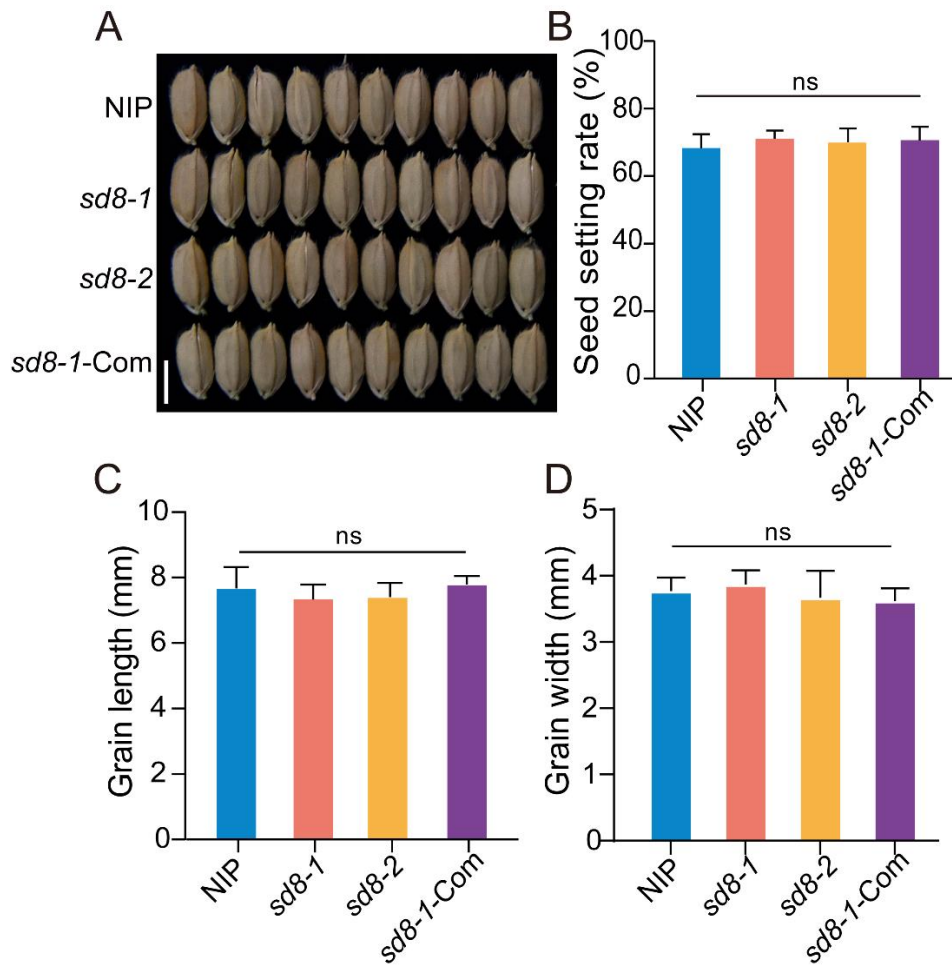 A
NIP
sd8-1
sd8-2
sd8-1-Com
B
Seed setting rate (%)
100
80
60
40
20
0
ns
NIP
sd8-1
sd8-2
sd8-1-Com
C
Grain length (mm)
10
8
6
4
2
0
ns
NIP
sd8-1
sd8-2
sd8-1-Com
D
Grain width (mm)
5
4
3
2
1
0
ns
NIP
sd8-1
sd8-2
sd8-1-Com